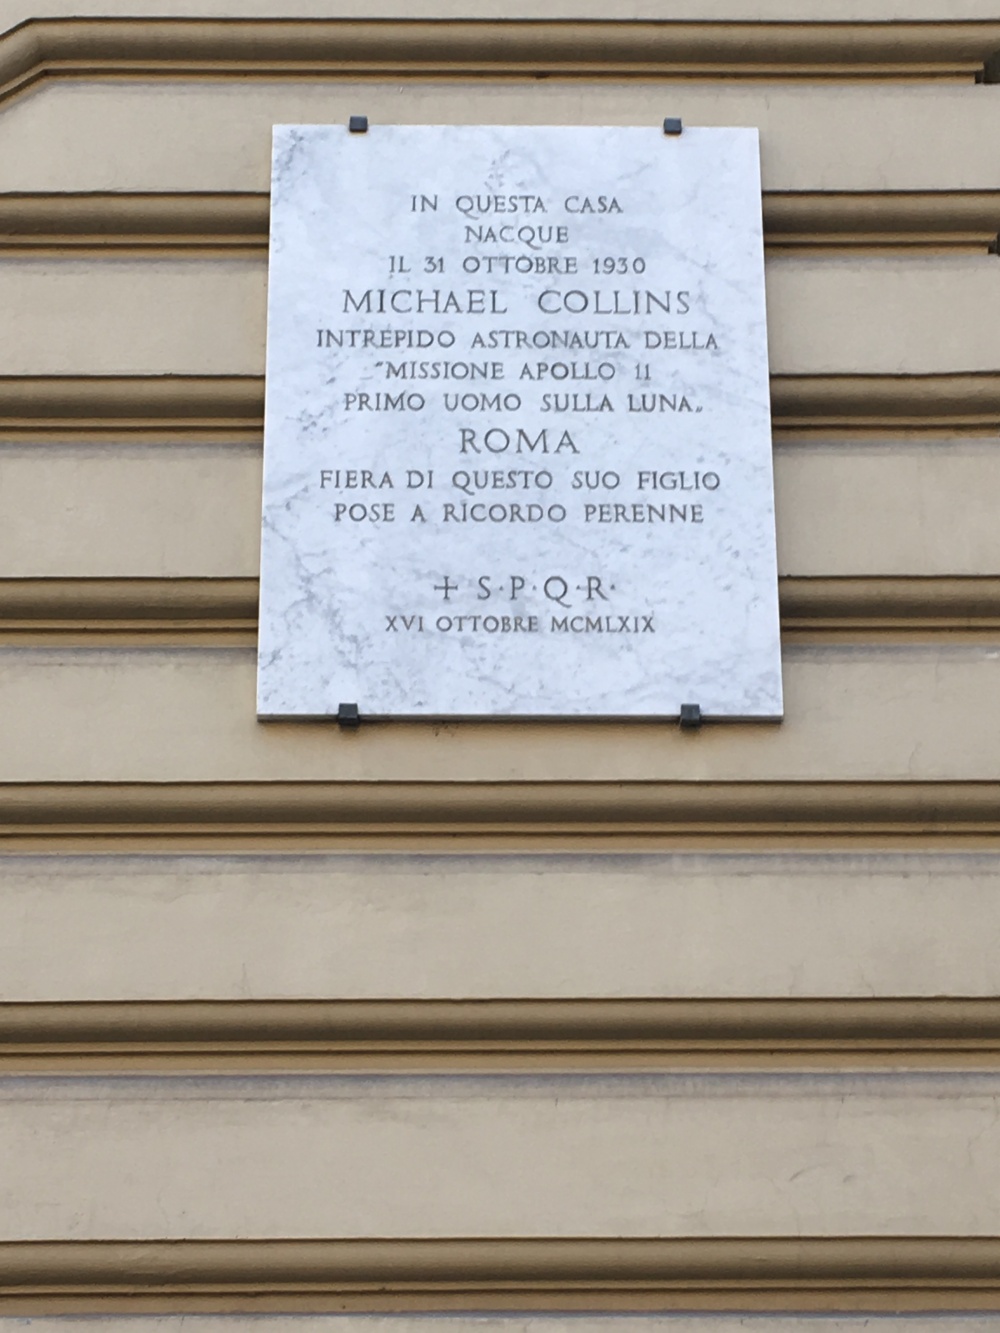 IN QUESTA CASA
NACQUE
IL 31 OTTOBRE 1930
MICHAEL COLLINS
INTREPIDO ASTRONAUTA DELLA
"MISSIONE APOLLO 11
PRIMO UOMO SULLA LUNA„
ROMA
FIERA DI QUESTO SUO FIGLIO
POSE A RICORDO PERENNE
+ S·P·Q·R·
XVI OTTOBRE MCMLXIX